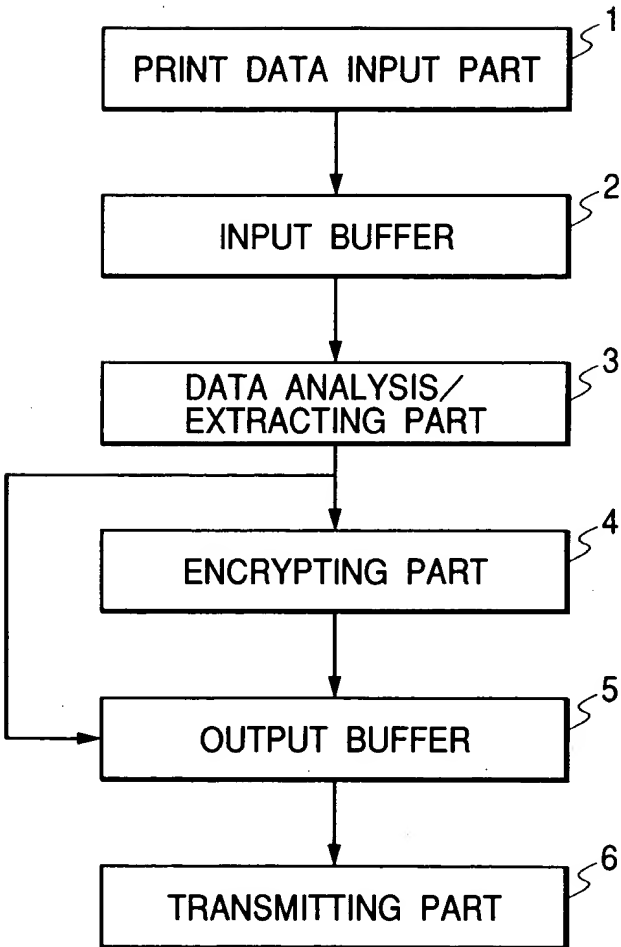 1
PRINT DATA INPUT PART
2
INPUT BUFFER
3
DATA ANALYSIS/
EXTRACTING PART
4
ENCRYPTING PART
5
OUTPUT BUFFER
6
TRANSMITTING PART